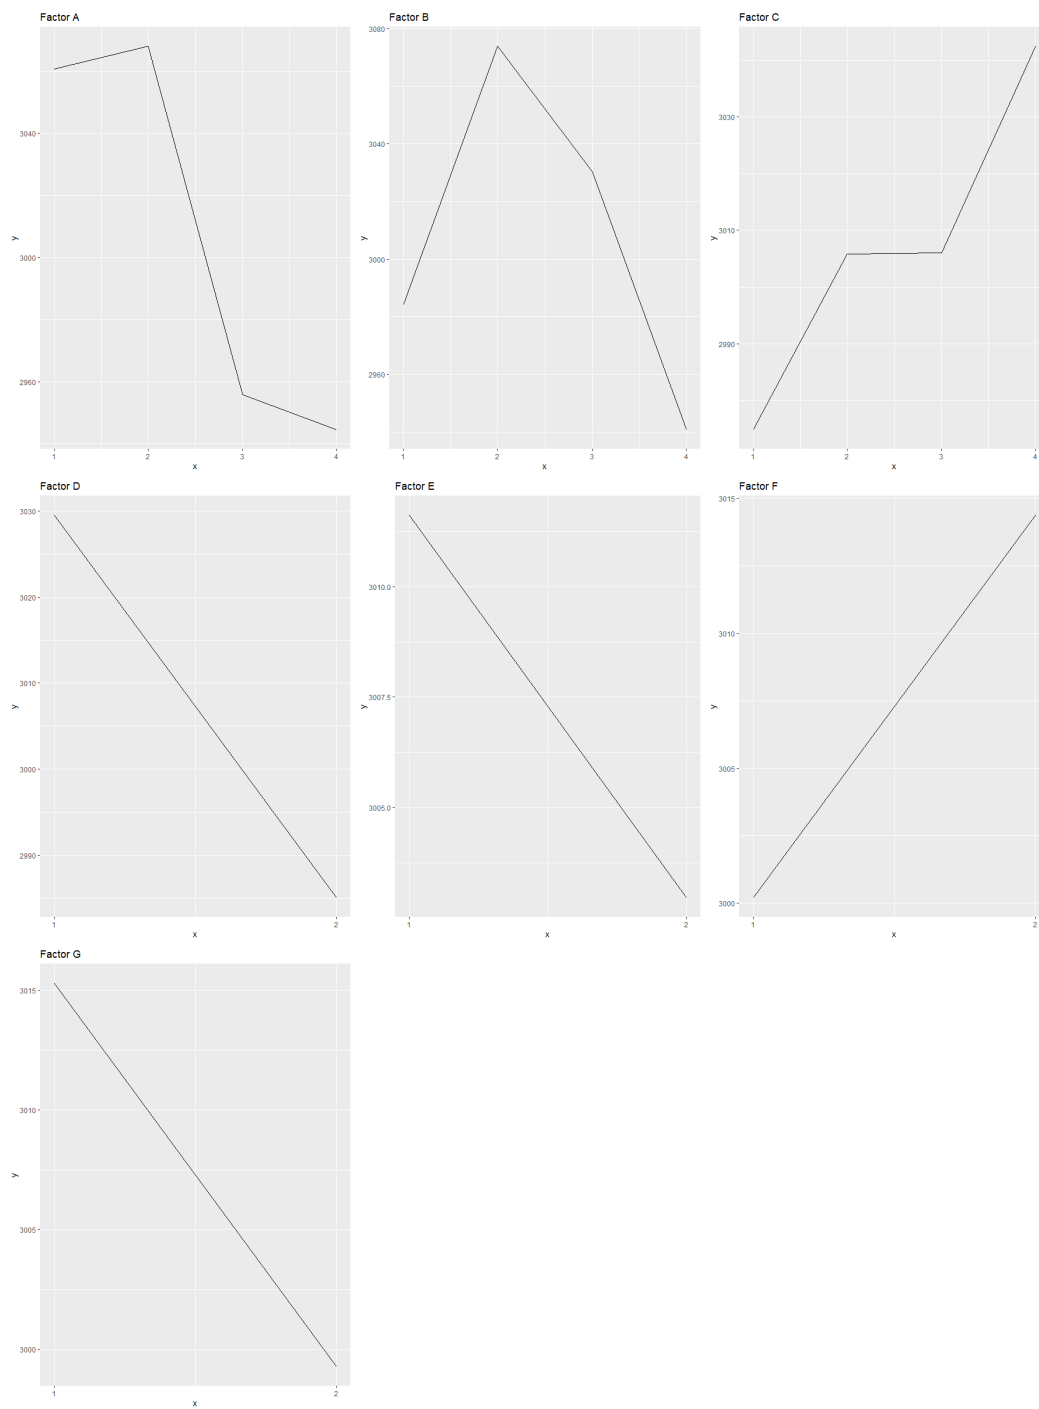 Factor A
3040
3000
2960
y
1 2 3 4
x
Factor B
3080
3040
3000
2960
y
1 2 3 4
x
Factor C
3030
3010
2990
y
1 2 3 4
x
Factor D
3030
3020
3010
3000
2990
y
1 2
x
Factor E
3010.0
3007.5
3005.0
y
1 2
x
Factor F
3015
3010
3005
3000
y
1 2
x
Factor G
3015
3010
3005
3000
y
1 2
x